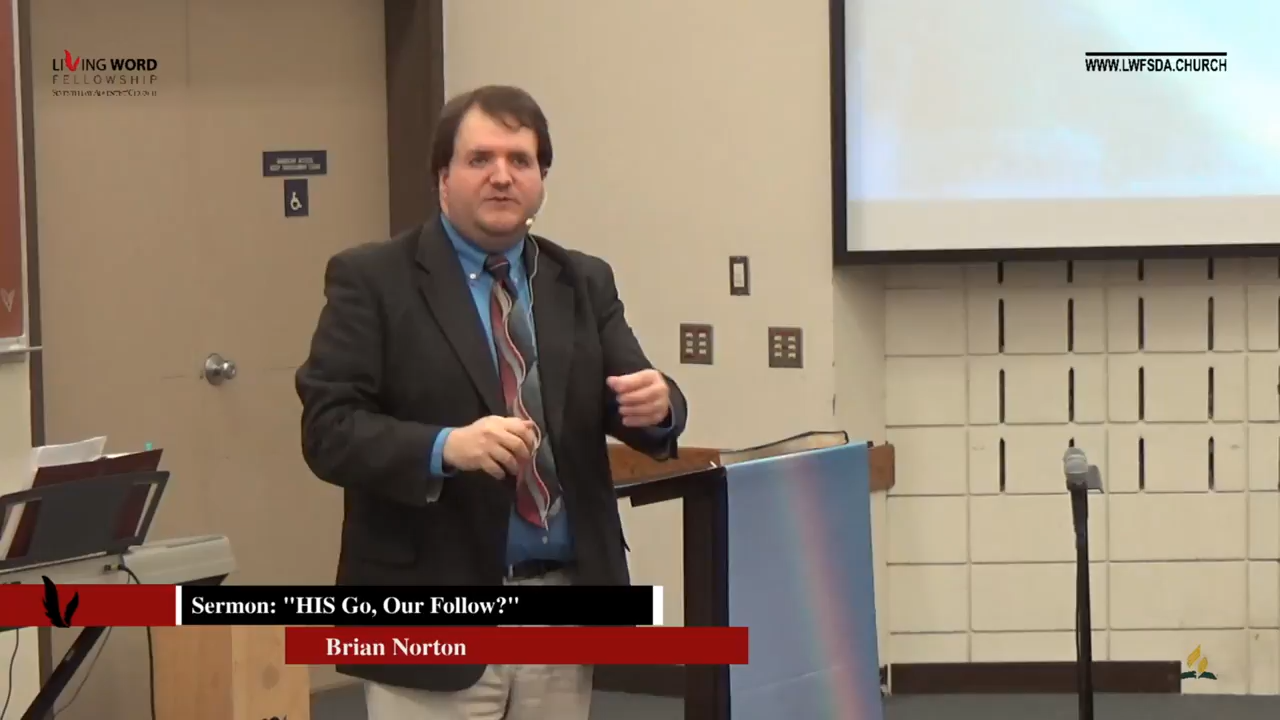 LIVING WORD
FELLOWSHIP
WWW.LWFSDA.CHURCH
Sermon: "HIS Go, Our Follow?"
Brian Norton